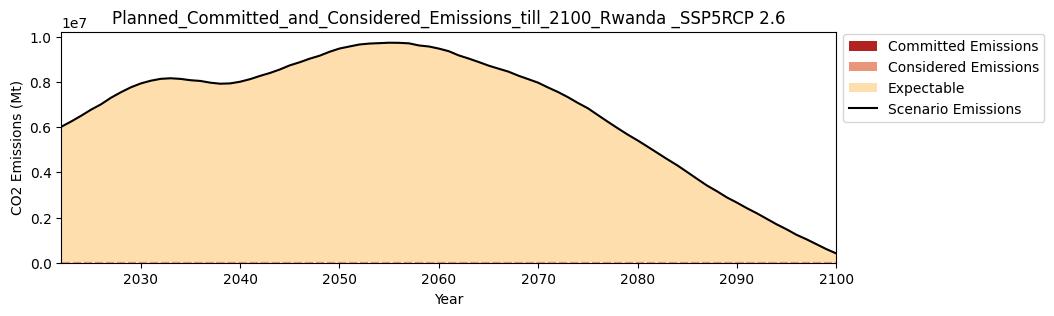 Planned_Committed_and_Considered_Emissions_till_2100_Rwanda _SSP5RCP 2.6
1e7
1.0
0.8
0.6
0.4
0.2
0.0
CO2 Emissions (Mt)
2030 2040 2050 2060 2070 2080 2090 2100
Year
Committed Emissions
Considered Emissions
Expectable
Scenario Emissions